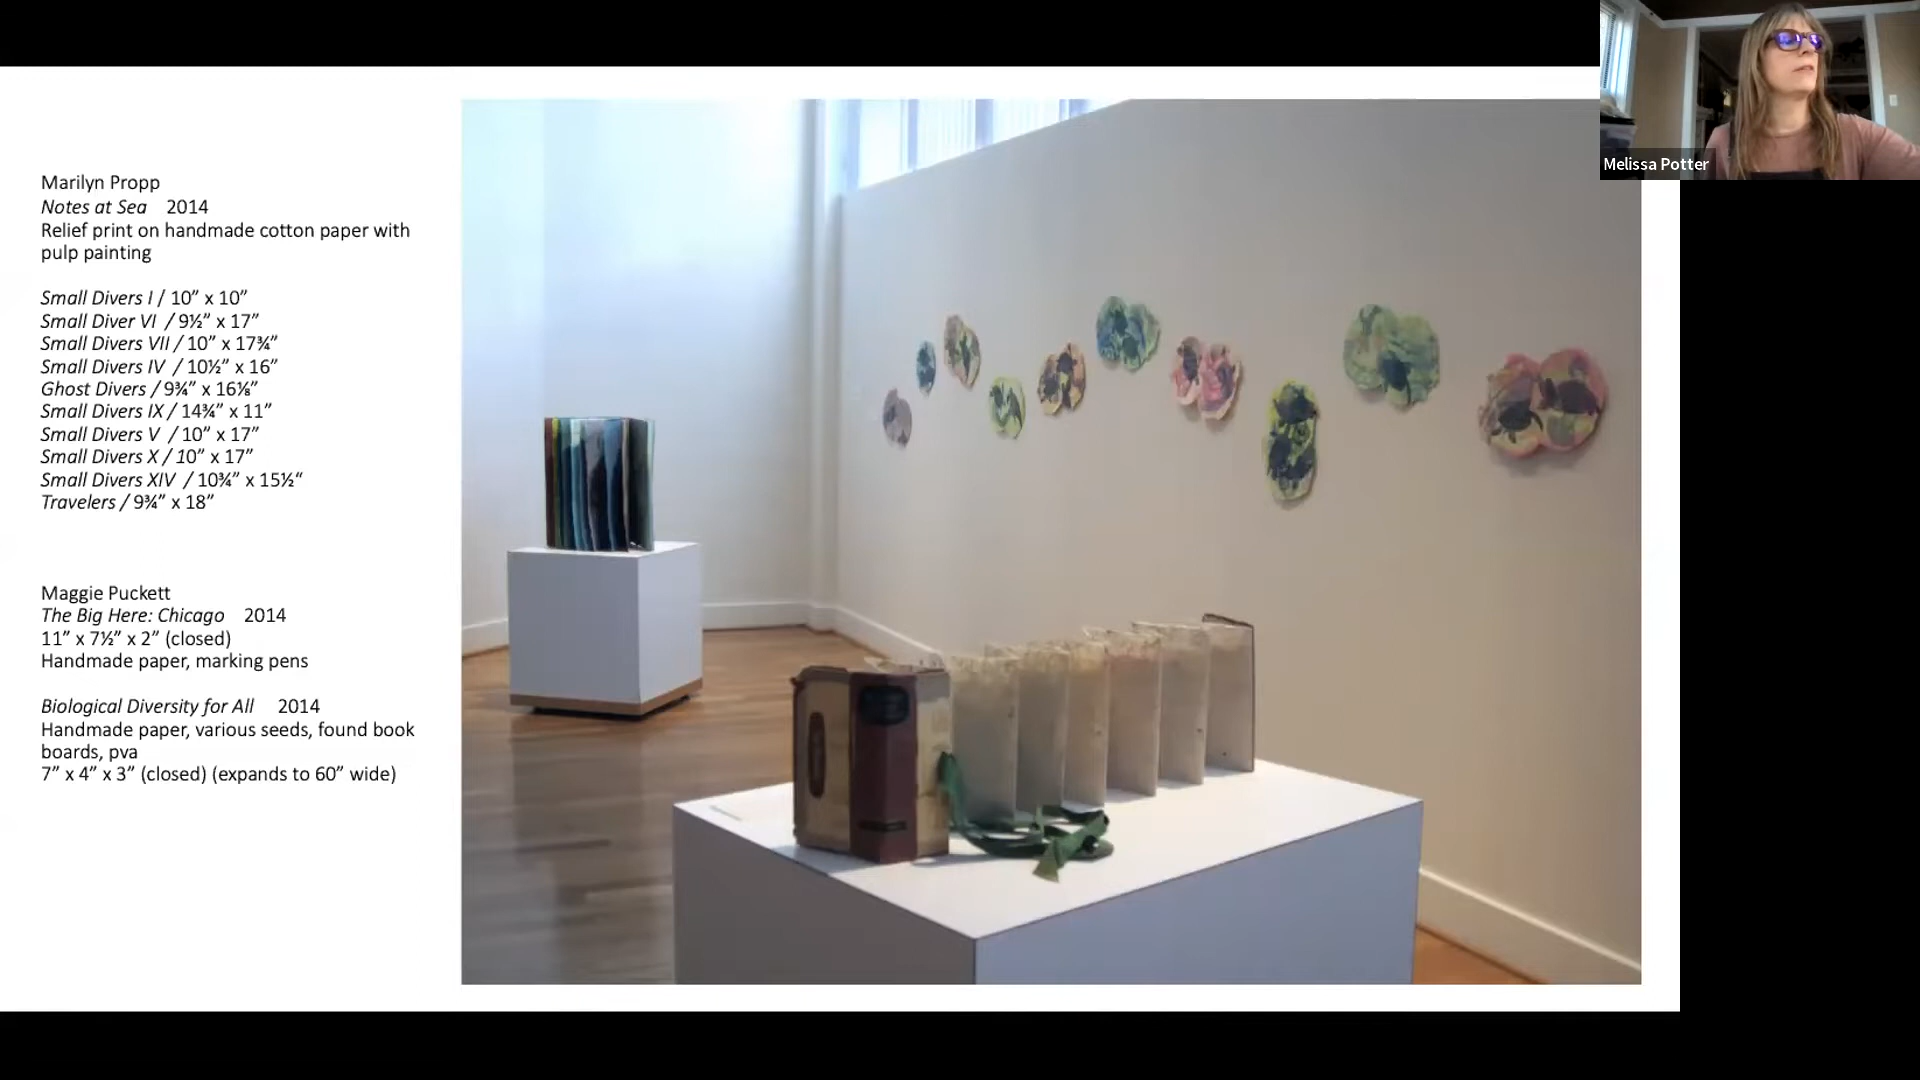 Marilyn Propp
Notes at Sea 2014
Relief print on handmade cotton paper with
pulp painting
Small Divers I / 10” x 10”
Small Diver VI / 9½” x 17”
Small Divers VII / 10” x 17¾”
Small Divers IV / 10½” x 16”
Ghost Divers / 9¾” x 16⅛”
Small Divers IX / 14¾” x 11”
Small Divers V / 10” x 17”
Small Divers X / 10” x 17”
Small Divers XIV / 10¾” x 15½“
Travelers / 9¾” x 18”
Maggie Puckett
The Big Here: Chicago 2014
11” x 7½” x 2” (closed)
Handmade paper, marking pens
Biological Diversity for All 2014
Handmade paper, various seeds, found book
boards, pva
7” x 4” x 3” (closed) (expands to 60” wide)
Melissa Potter